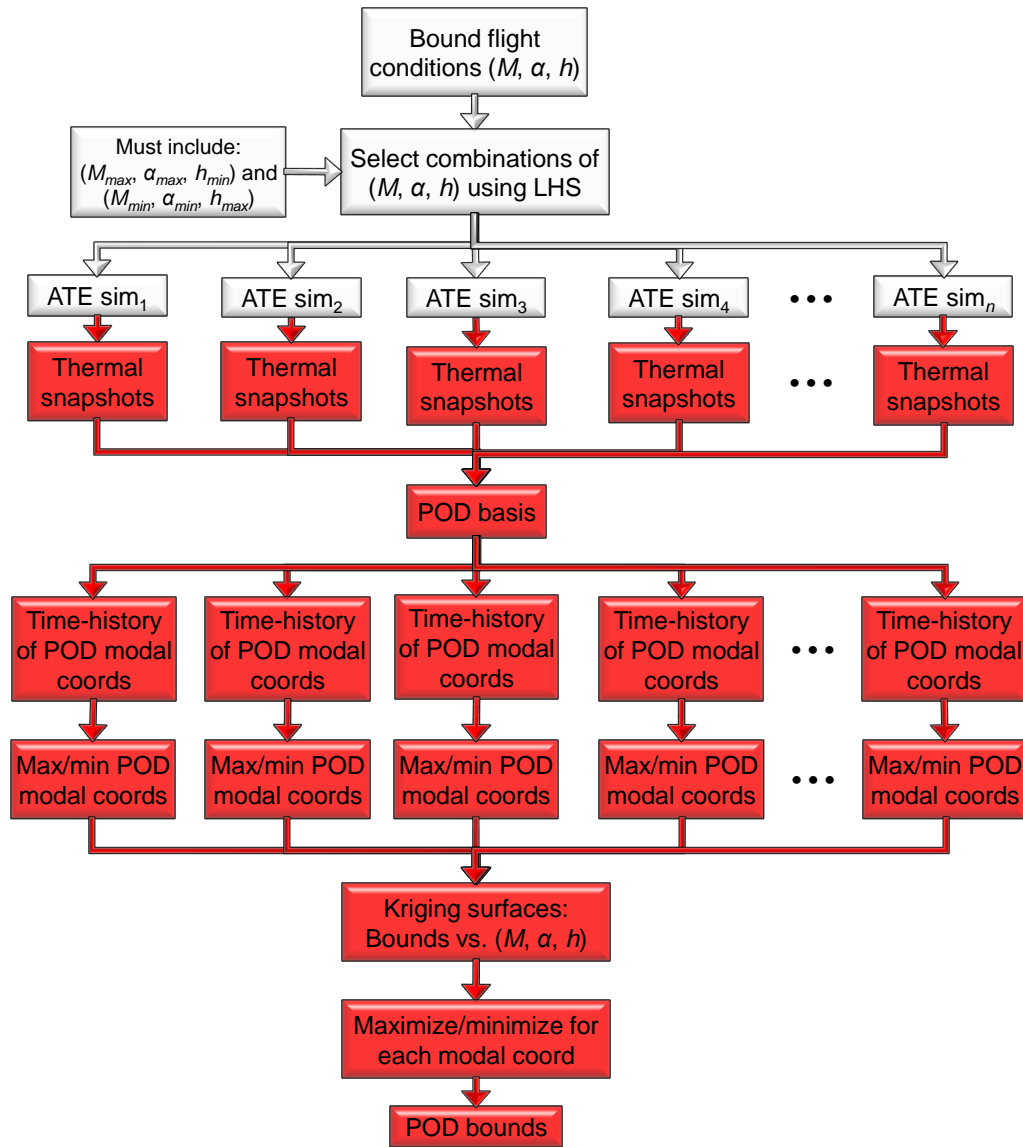 Bound flight
conditions (M, α, h)
Must include:
(Mmax, αmax, hmin) and
(Mmin, αmin, hmax)
Select combinations of
(M, α, h) using LHS
ATE sim1
ATE sim2
ATE sim3
ATE sim4
•••
ATE simn
Thermal
snapshots
Thermal
snapshots
Thermal
snapshots
Thermal
snapshots
•••
Thermal
snapshots
POD basis
Time-history
of POD modal
coords
Time-history
of POD modal
coords
Time-history
of POD modal
coords
Time-history
of POD modal
coords
•••
Time-history
of POD modal
coords
Max/min POD
modal coords
Max/min POD
modal coords
Max/min POD
modal coords
Max/min POD
modal coords
•••
Max/min POD
modal coords
Kriging surfaces:
Bounds vs. (M, α, h)
Maximize/minimize for
each modal coord
POD bounds